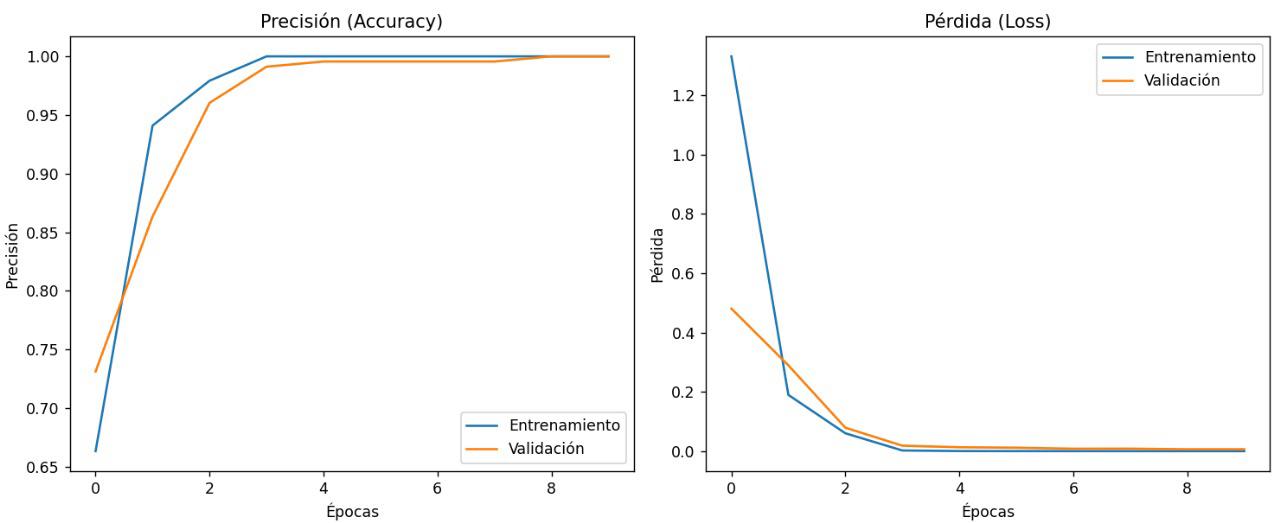 Precisión (Accuracy)
Precisión
1.00
0.95
0.90
0.85
0.80
0.75
0.70
0.65
Entrenamiento
Validación
0 2 4 6 8
Épocas
Pérdida (Loss)
Pérdida
1.2
1.0
0.8
0.6
0.4
0.2
0.0
Entrenamiento
Validación
0 2 4 6 8
Épocas